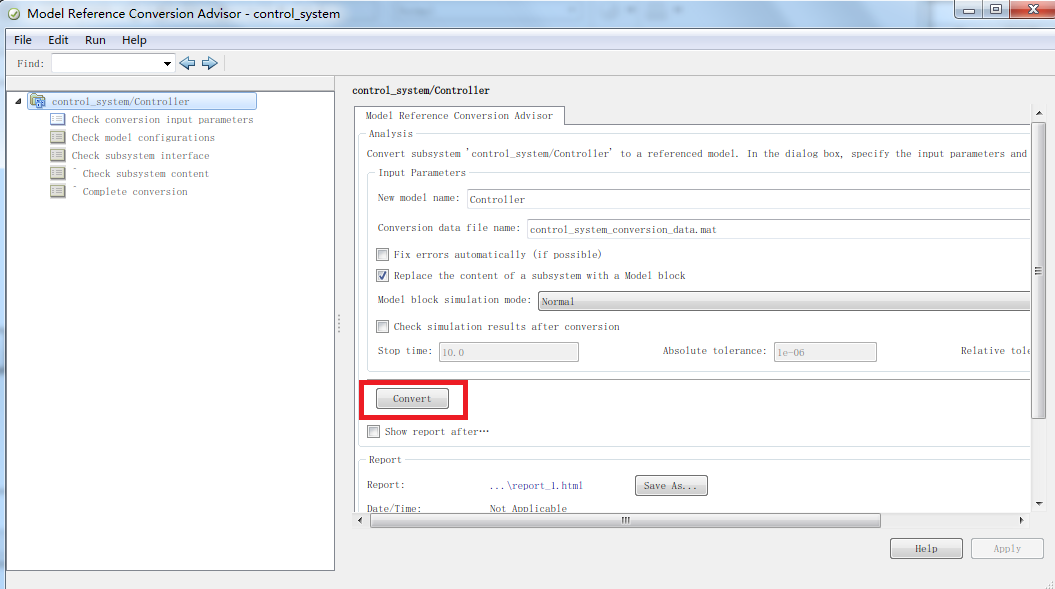 Model Reference Conversion Advisor - control_system
File Edit Run Help
Find:
control_system/Controller
Check conversion input parameters
Check model configurations
Check subsystem interface
^ Check subsystem content
^ Complete conversion
control_system/Controller
Model Reference Conversion Advisor
Analysis
Convert subsystem 'control_system/Controller' to a referenced model. In the dialog box, specify the input parameters and
Input Parameters
New model name: Controller
Conversion data file name: control_system_conversion_data.mat
Fix errors automatically (if possible)
Replace the content of a subsystem with a Model block
Model block simulation mode: Normal
Check simulation results after conversion
Stop time: 10.0 Absolute tolerance: 1e-06 Relative tole
Convert
Show report after…
Report
Report: ...\report_1.html Save As...
Date/Time: Not Applicable
Help Apply